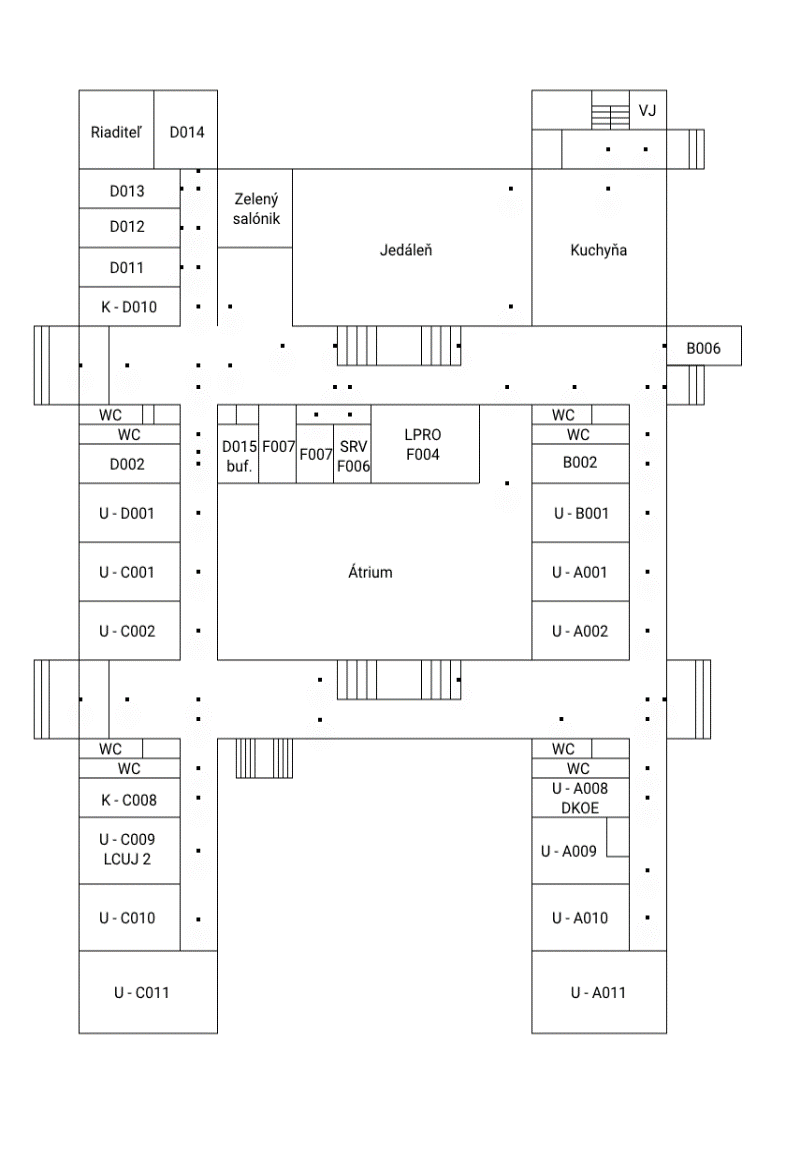 Riaditeľ
D014
VJ
D013
Zelený
salónik
D012
Jedáleň
Kuchyňa
D011
K - D010
B006
WC
WC
WC
WC
D002
D015
buf.
F007
F007
SRV
F006
LPRO
F004
B002
U - D001
U - B001
U - C001
Átrium
U - A001
U - C002
U - A002
WC
WC
WC
WC
K - C008
U - A008
DKOE
U - C009
LCUJ 2
U - A009
U - C010
U - A010
U - C011
U - A011